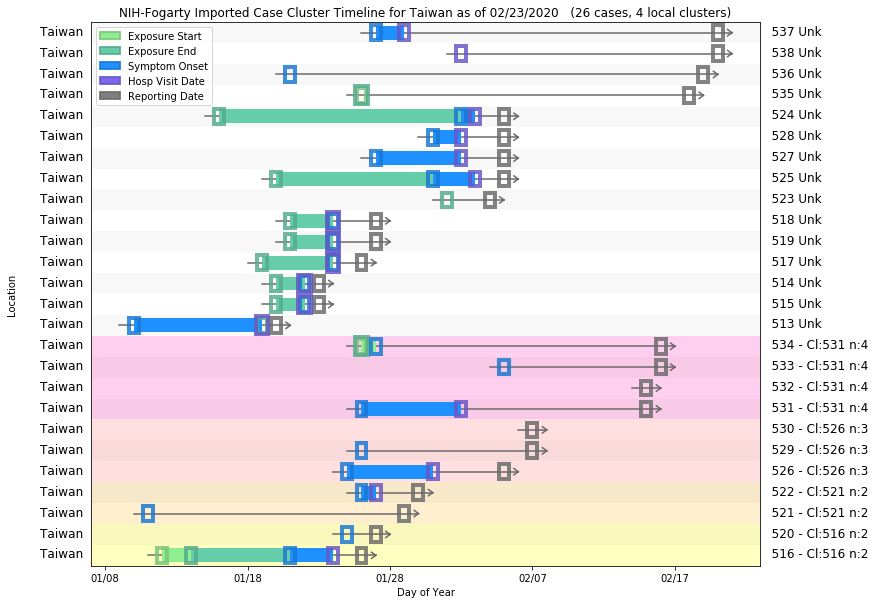 NIH-Fogarty Imported Case Cluster Timeline for Taiwan as of 02/23/2020 (26 cases, 4 local clusters)
Exposure Start
Exposure End
Symptom Onset
Hosp Visit Date
Reporting Date
Taiwan 537 Unk
Taiwan 538 Unk
Taiwan 536 Unk
Taiwan 535 Unk
Taiwan 524 Unk
Taiwan 528 Unk
Taiwan 527 Unk
Taiwan 525 Unk
Taiwan 523 Unk
Taiwan 518 Unk
Taiwan 519 Unk
Taiwan 517 Unk
Taiwan 514 Unk
Taiwan 515 Unk
Taiwan 513 Unk
Taiwan 534 - Cl:531 n:4
Taiwan 533 - Cl:531 n:4
Taiwan 532 - Cl:531 n:4
Taiwan 531 - Cl:531 n:4
Taiwan 530 - Cl:526 n:3
Taiwan 529 - Cl:526 n:3
Taiwan 526 - Cl:526 n:3
Taiwan 522 - Cl:521 n:2
Taiwan 521 - Cl:521 n:2
Taiwan 520 - Cl:516 n:2
Taiwan 516 - Cl:516 n:2
Location
01/08 01/18 01/28 02/07 02/17
Day of Year